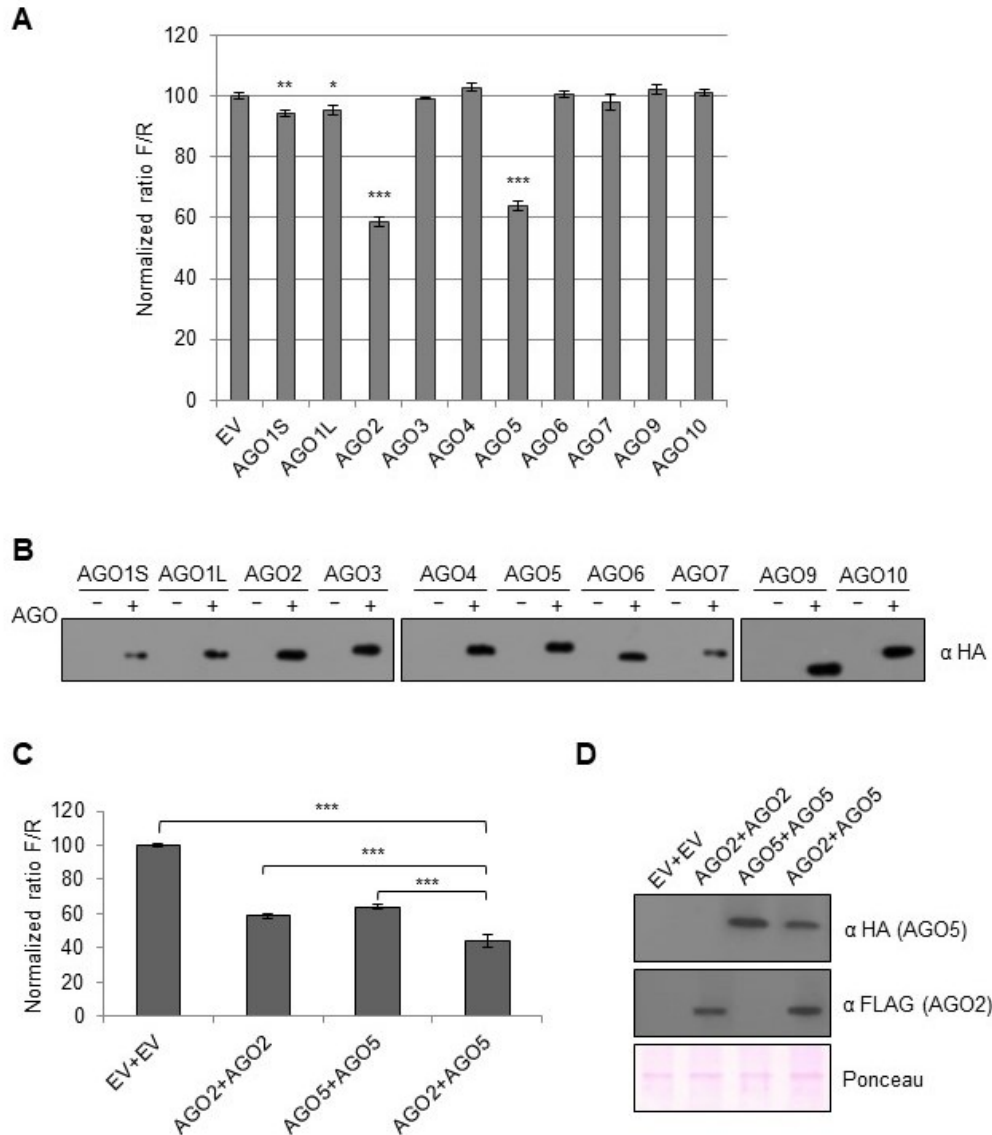 A
Normalized ratio F/R
120
100
80
60
40
20
0
** * *** ***
EV AGO1S AGO1L AGO2 AGO3 AGO4 AGO5 AGO6 AGO7 AGO9 AGO10
B
AGO1S AGO1L AGO2 AGO3 AGO4 AGO5 AGO6 AGO7 AGO9 AGO10
AGO − + − + − + − + − + − + − + − + − + − +
α HA
C
Normalized ratio F/R
120
100
80
60
40
20
0
***
***
***
EV+EV AGO2+AGO2 AGO5+AGO5 AGO2+AGO5
D
EV+EV AGO2+AGO2 AGO5+AGO5 AGO2+AGO5
α HA (AGO5)
α FLAG (AGO2)
Ponceau